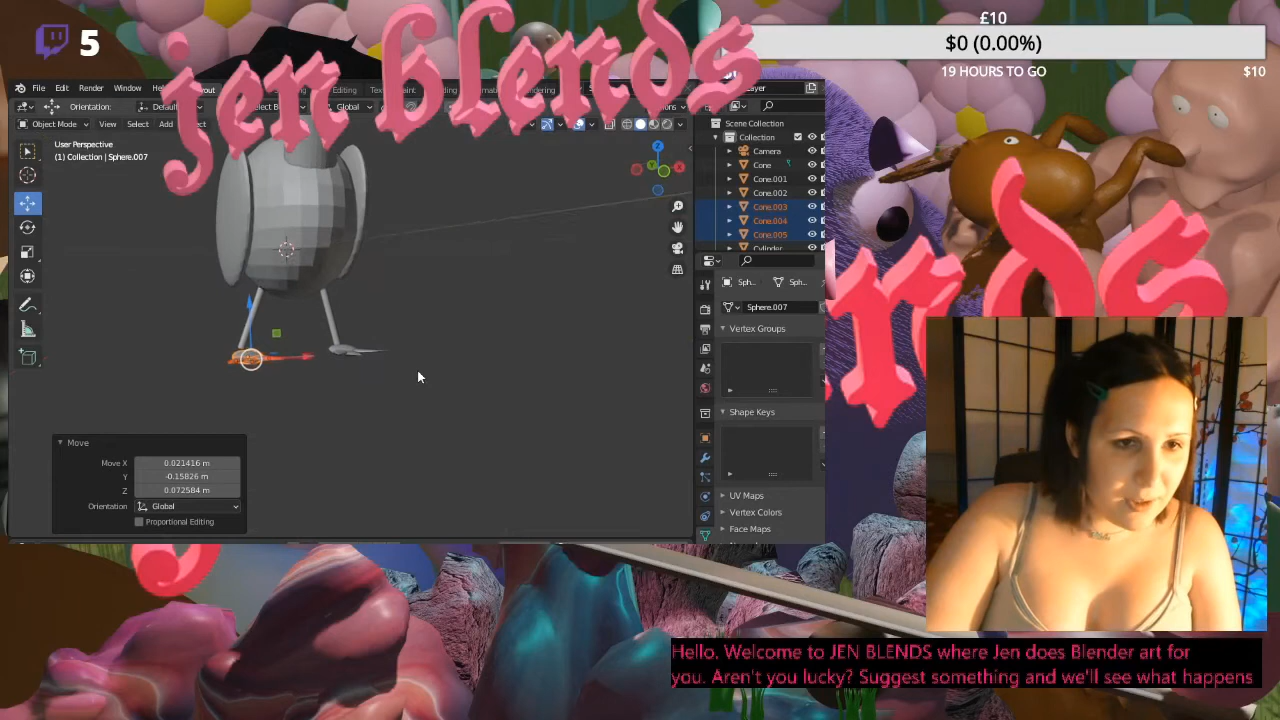 5
jen blends
£10
$0 (0.00%)
19 HOURS TO GO
$10
File
Edit
Render
Window
Editing
Orientation:
Global
Object Mode
View
Select
Add
User Perspective
(1) Collection | Sphere.007
Scene Collection
Collection
Camera
Cone
Cone.001
Cone.002
Cone.003
Cone.004
Cone.005
Cylinder
Sph..
Sph..
Sphere.007
Vertex Groups
Shape Keys
UV Maps
Vertex Colors
Face Maps
Move
Move X
0.021416 m
Y
-0.15826 m
Z
0.072584 m
Orientation
Global
Proportional Editing
Hello. Welcome to JEN BLENDS where Jen does Blender art for
you. Aren't you lucky? Suggest something and we'll see what happens